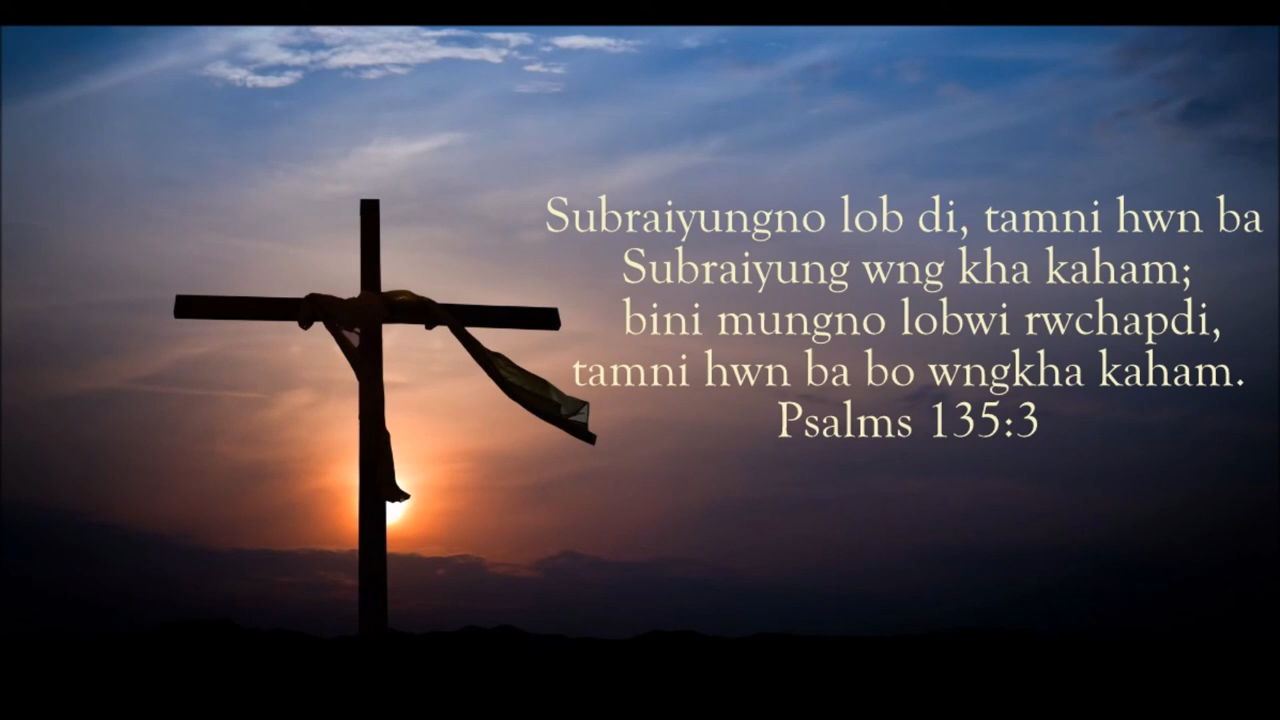 Subraiyungno lob di, tamni hwn ba
Subraiyung wng kha kaham;
bini mungno lobwi rwchapdi,
tamni hwn ba bo wngkha kaham.
Psalms 135:3